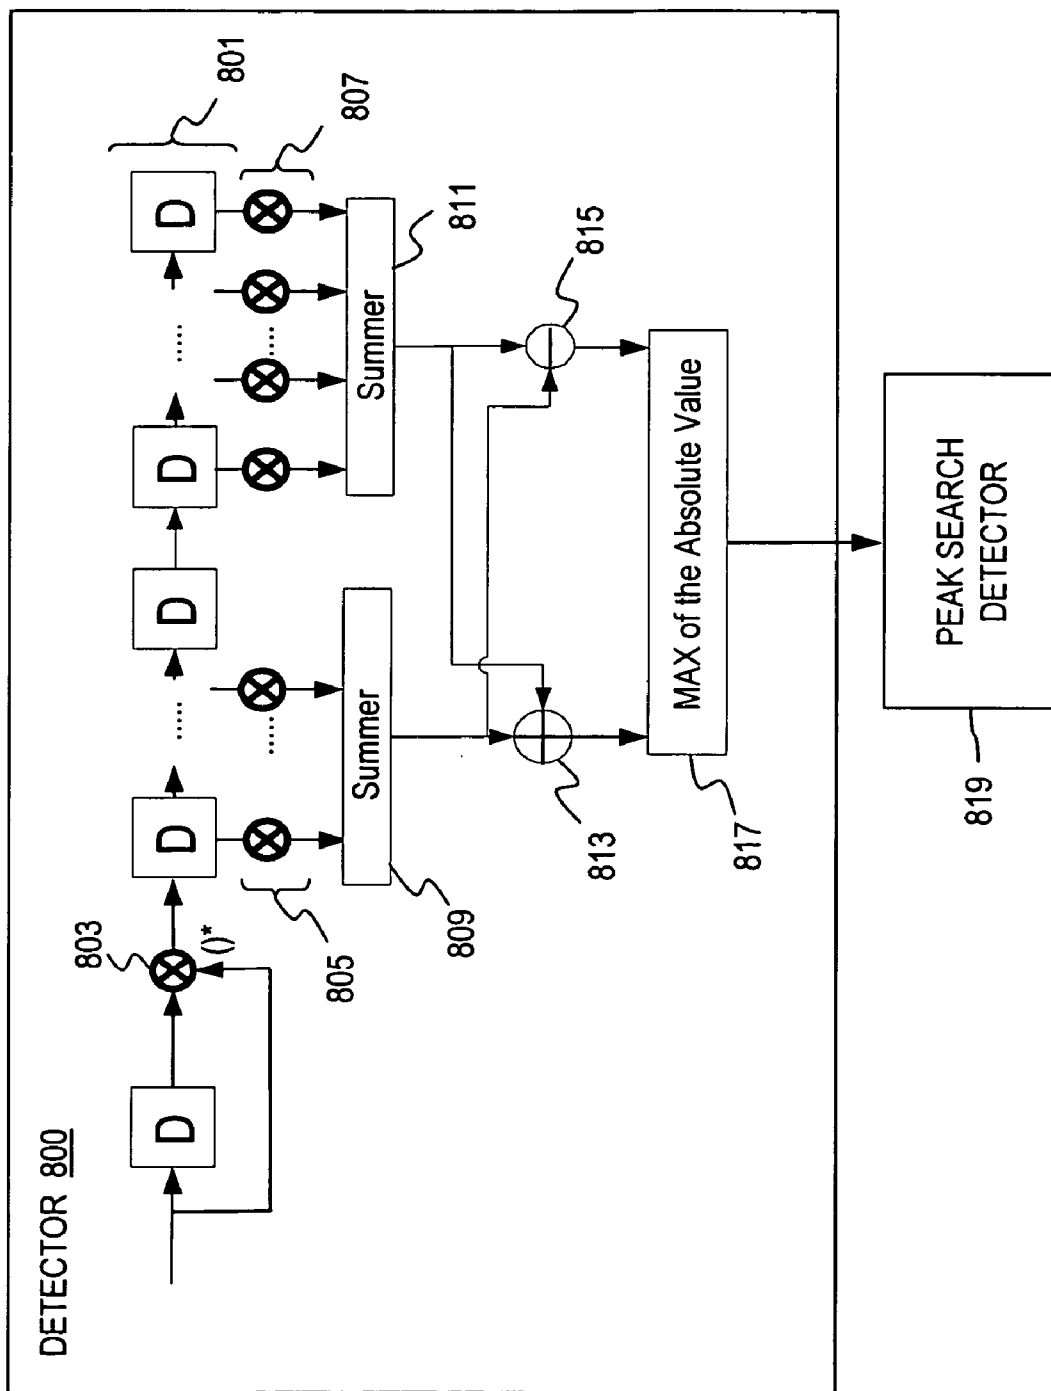 DETECTOR 800
801
803
()*
D
D
.....
D
D
.....
D
805
.....
807
.....
Summer
809
Summer
811
813
815
MAX of the Absolute Value
817
PEAK SEARCH
DETECTOR
819